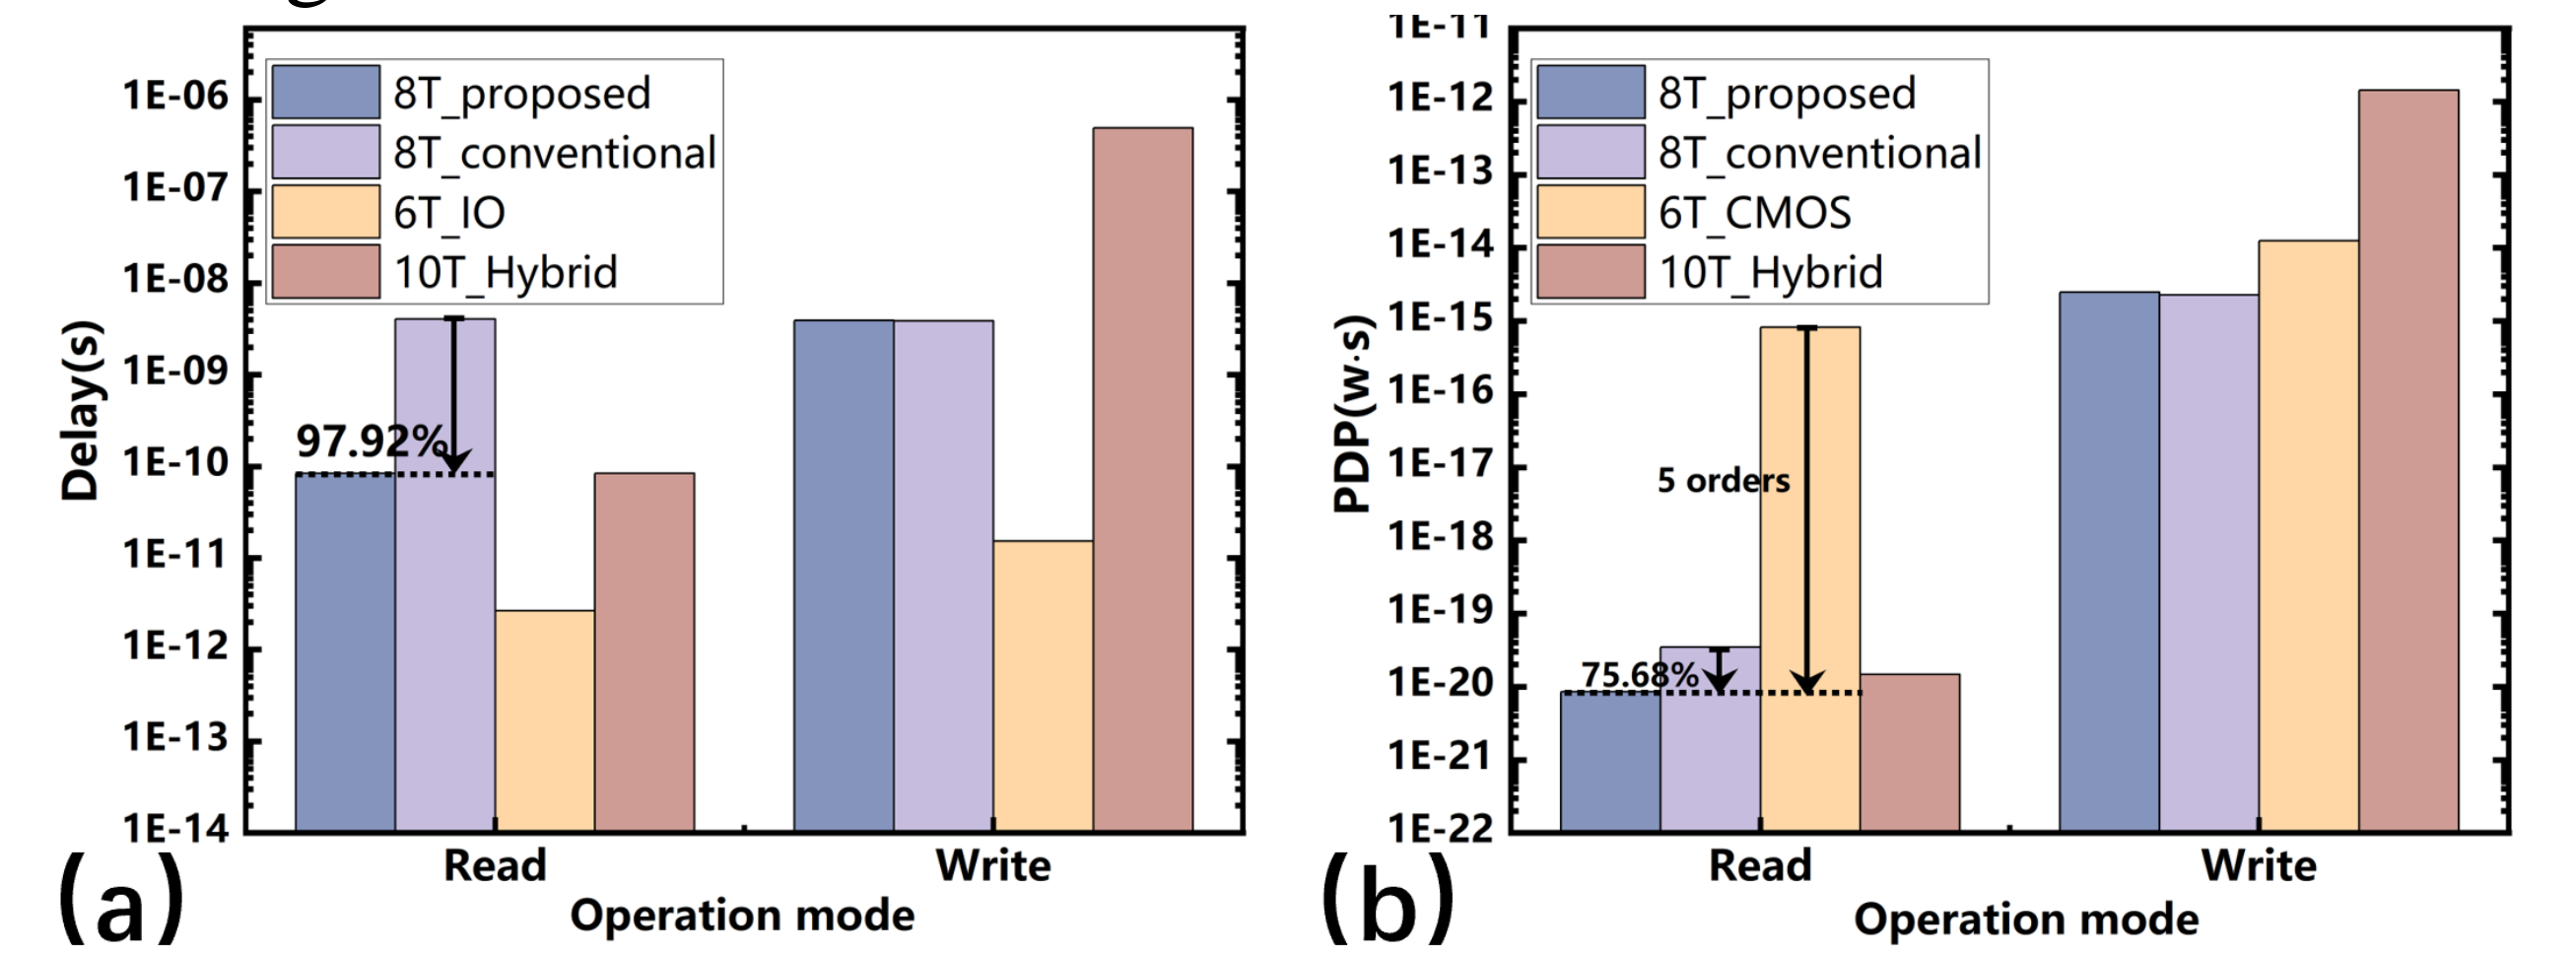 1E-06
1E-07
1E-08
1E-09
1E-10
1E-11
1E-12
1E-13
1E-14
Delay(s)
8T_proposed
8T_conventional
6T_IO
10T_Hybrid
97.92%
Read
Write
Operation mode
(a)
1E-11
1E-12
1E-13
1E-14
1E-15
1E-16
1E-17
1E-18
1E-19
1E-20
1E-21
1E-22
PDP(w·s)
8T_proposed
8T_conventional
6T_CMOS
10T_Hybrid
5 orders
75.68%
Read
Write
Operation mode
(b)